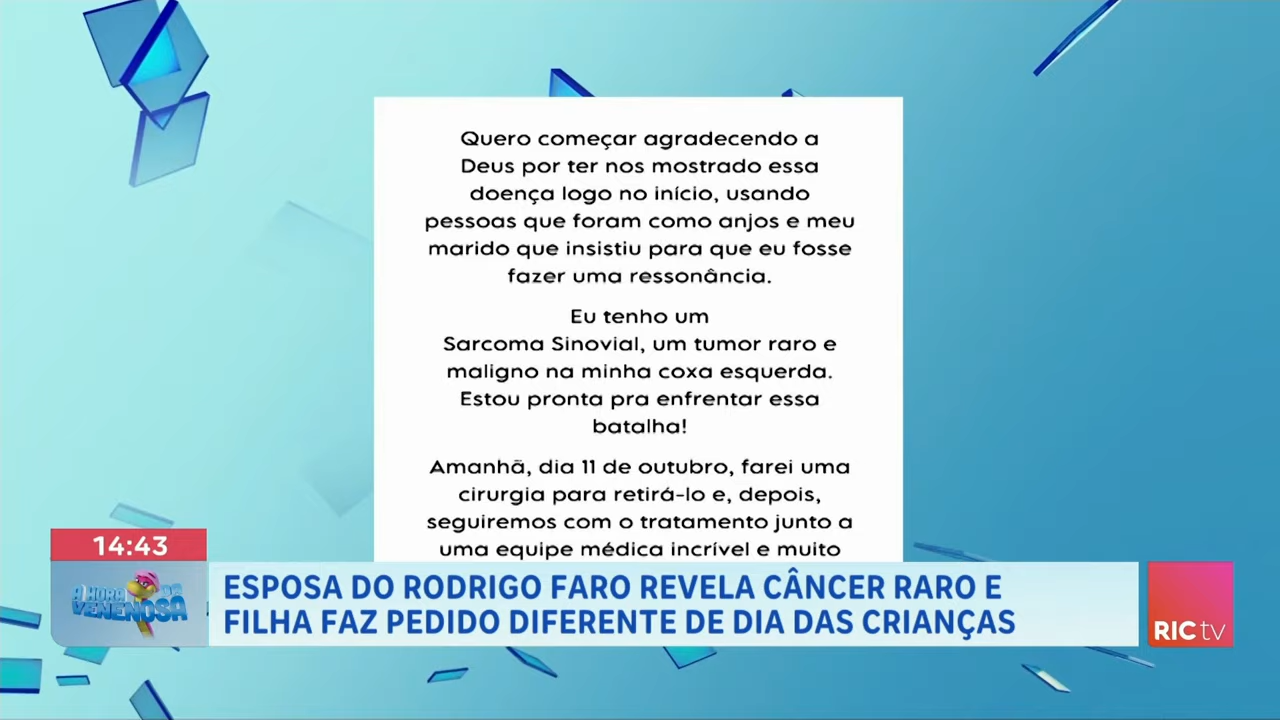 Quero começar agradecendo a
Deus por ter nos mostrado essa
doença logo no início, usando
pessoas que foram como anjos e meu
marido que insistiu para que eu fosse
fazer uma ressonância.
Eu tenho um
Sarcoma Sinovial, um tumor raro e
maligno na minha coxa esquerda.
Estou pronta pra enfrentar essa
batalha!
Amanhã, dia 11 de outubro, farei uma
cirurgia para retirá-lo e, depois,
seguiremos com o tratamento junto a
uma equipe médica incrível e muito
14:43
A HORA DA
VENENOSA
ESPOSA DO RODRIGO FARO REVELA CÂNCER RARO E
FILHA FAZ PEDIDO DIFERENTE DE DIA DAS CRIANÇAS
RIC tv